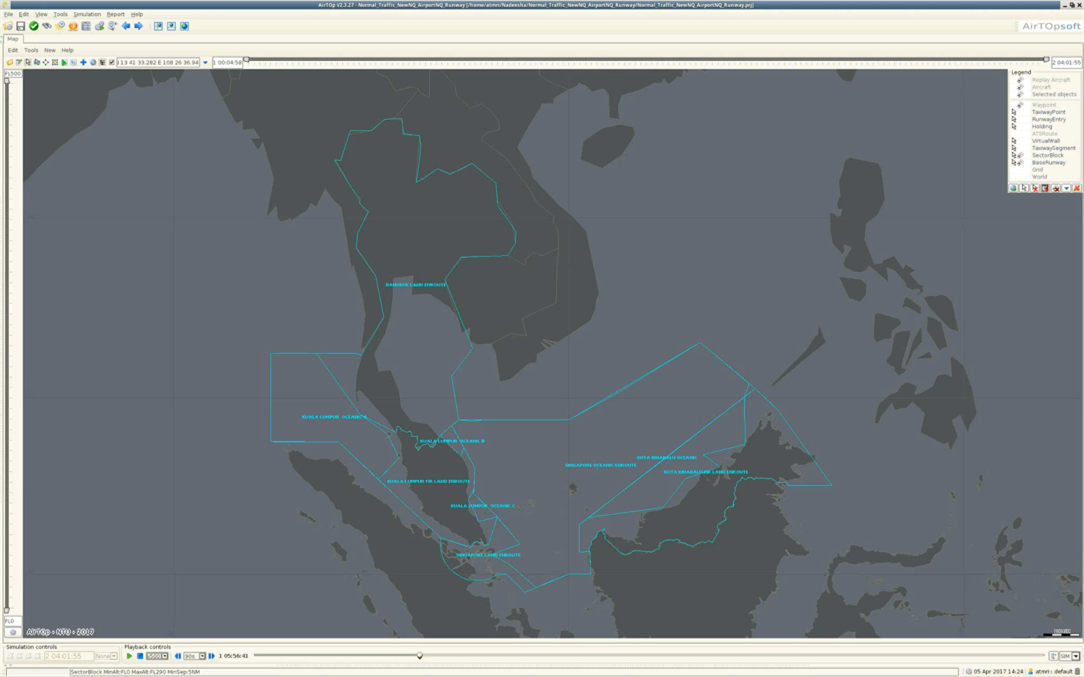 AirTOp V2.3.27 - Normal_Traffic_NewNQ_AirportNQ_Runway [/home/atmri/Nadeesha/Normal_Traffic_NewNQ_AirportNQ_Runway/Normal_Traffic_NewNQ_AirportNQ_Runway.prj]
File Edit View Tools Simulation Report Help
AirTOpsoft
Map
Edit Tools New Help
13 41 33.282 E 108 26 36.94
1 00:04:58
2 04:01:55
FL500
Legend
Replay Aircraft
Aircraft
Selected objects
Waypoint
TaxiwayPoint
RunwayEntry
Holding
ATSRoute
VirtualWall
TaxiwaySegment
SectorBlock
BaseRunway
Grid
World
BANGKOK LAND ENROUTE
KUALA LUMPUR OCEANIC A
KUALA LUMPUR OCEANIC B
KOTA KINABALU OCEANIC
SINGAPORE OCEANIC ENROUTE
KOTA KINABALU LAND ENROUTE
KUALA LUMPUR FIR LAND ENROUTE
KUALA LUMPUR OCEANIC C
SINGAPORE LAND ENROUTE
FL0
AirTOp - NTU - 2017
Simulation controls
Playback controls
2 04:01:55
None
500
90s
1 05:56:41
SIM
SectorBlock MinAlt:FL0 MaxAlt:FL290 MinSep:5NM
05 Apr 2017 14:24
atmri : default